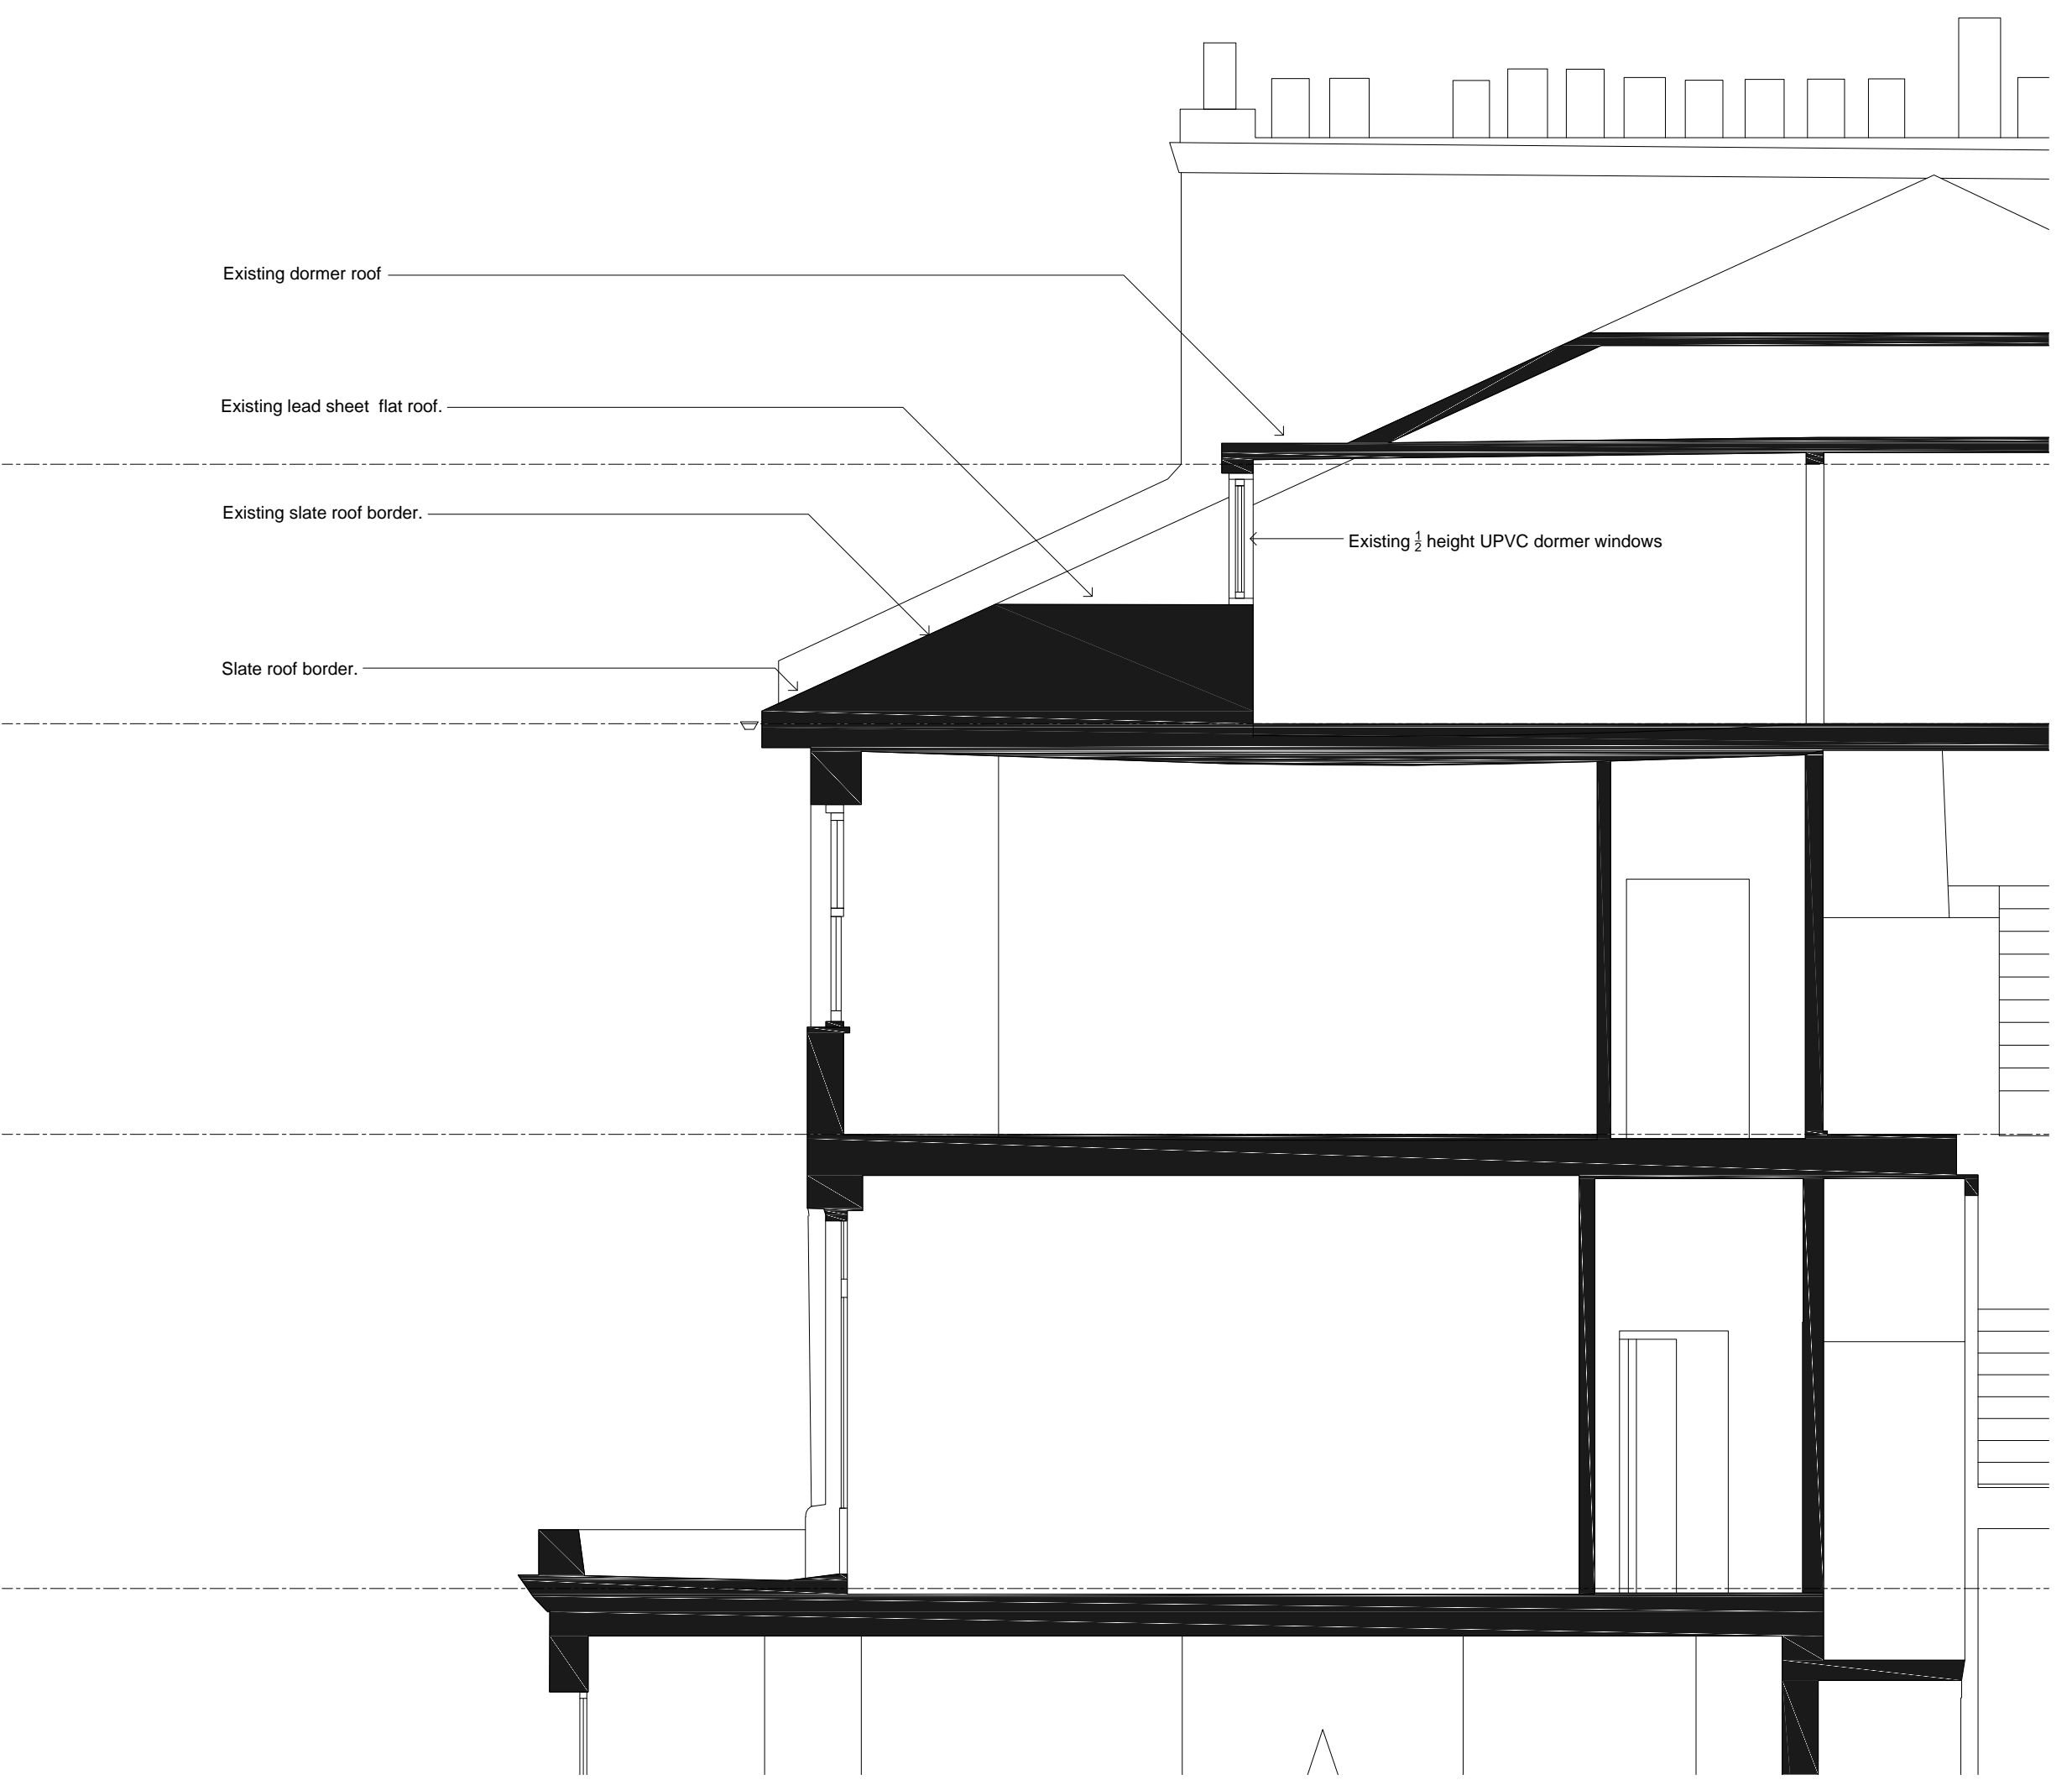 Existing dormer roof
Existing lead sheet flat roof.
Existing slate roof border.
Existing ½ height UPVC dormer windows
Slate roof border.